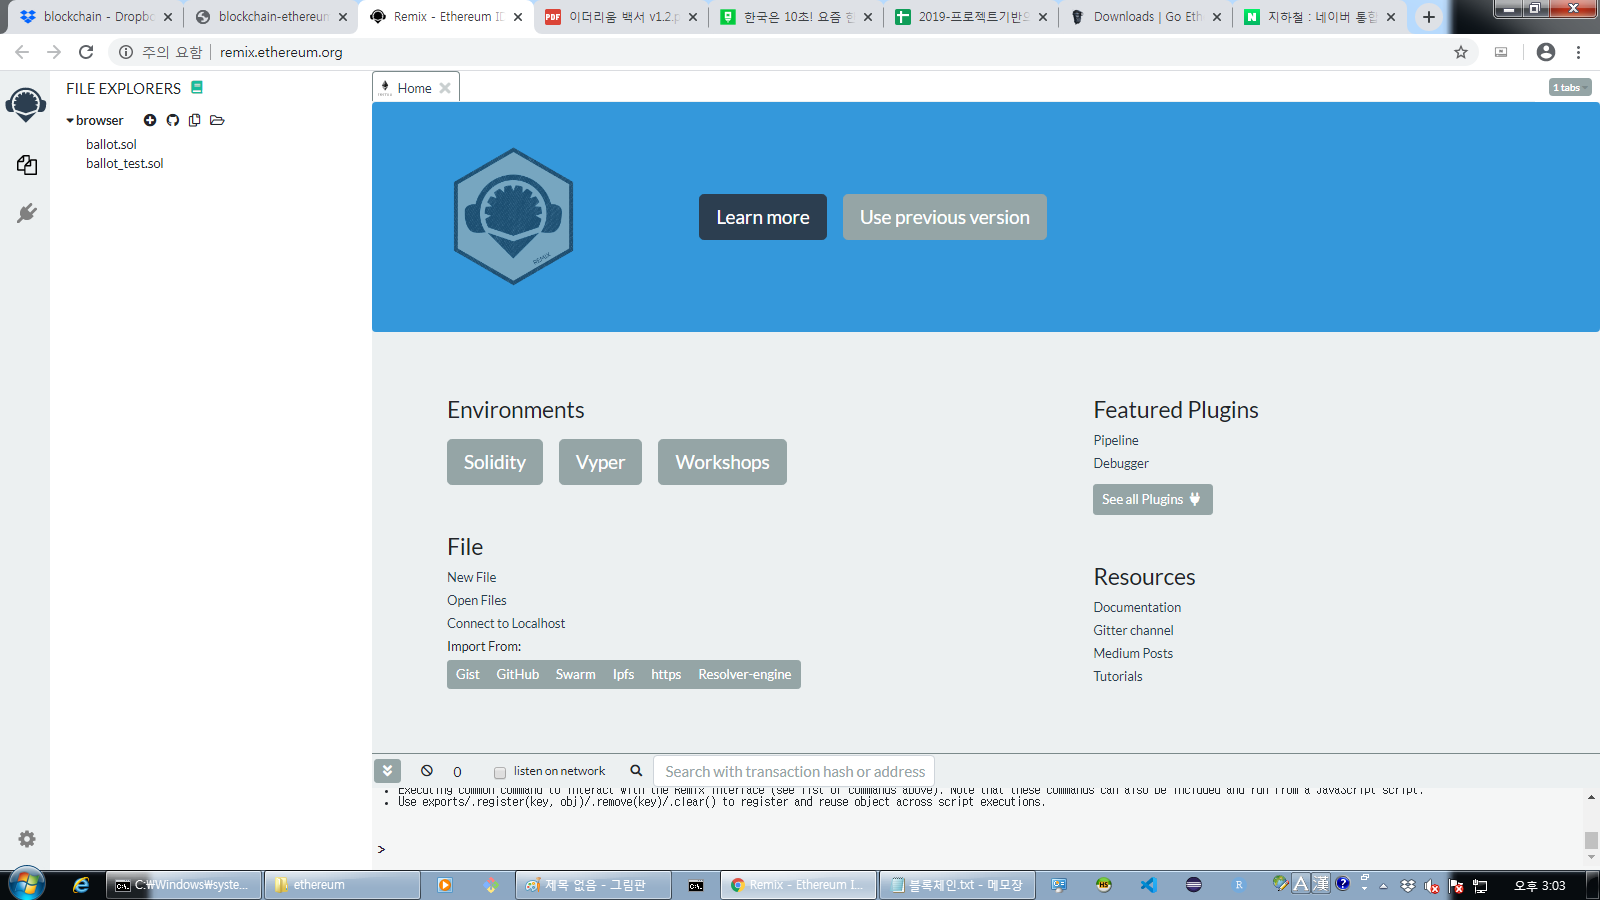 blockchain - Dropbo
blockchain-ethereum
Remix - Ethereum ID
이더리움 백서 v1.2.p
한국은 10초! 요즘 한
2019-프로젝트기반의
Downloads | Go Eth
지하철 : 네이버 통합
주의 요함 | remix.ethereum.org
FILE EXPLORERS
browser
ballot.sol
ballot_test.sol
Home
1 tabs
REMIX
Learn more
Use previous version
Environments
Solidity Vyper Workshops
File
New File
Open Files
Connect to Localhost
Import From:
Gist GitHub Swarm Ipfs https Resolver-engine
Featured Plugins
Pipeline
Debugger
See all Plugins
Resources
Documentation
Gitter channel
Medium Posts
Tutorials
0 listen on network Search with transaction hash or address
• Executing common command to interact with the Remix interface (see list of commands above). Note that these commands can also be included and run from a JavaScript script.
• Use exports/.register(key, obj)/.remove(key)/.clear() to register and reuse object across script executions.
>
C:₩Windows₩syste...
ethereum
제목 없음 - 그림판
Remix - Ethereum I...
블록체인.txt - 메모장
R
A 漢
오후 3:03